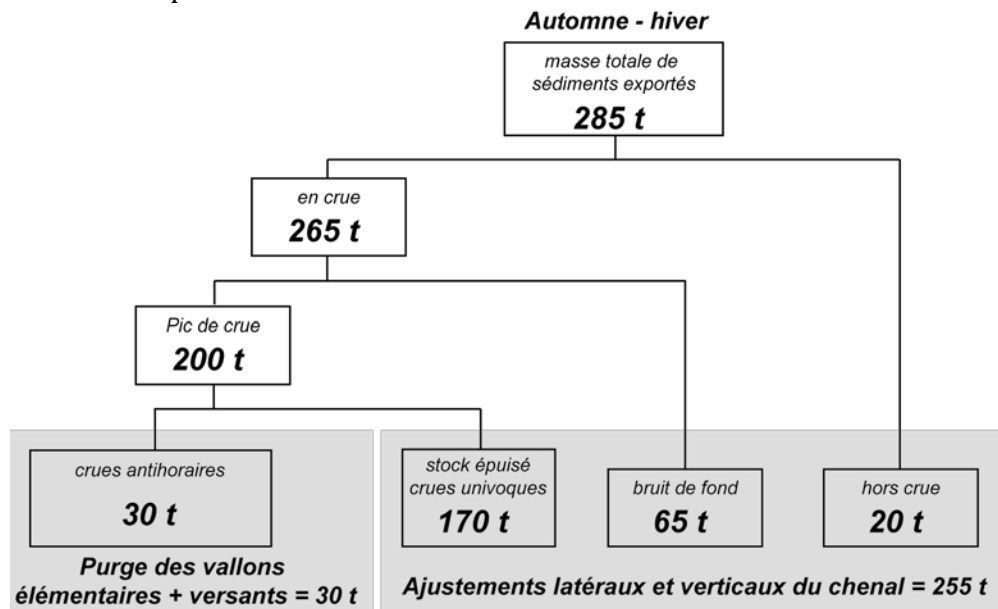 Automne - hiver
masse totale de
sédiments exportés
285 t
en crue
265 t
Pic de crue
200 t
crues antihoraires
30 t
stock épuisé
crues univoques
170 t
bruit de fond
65 t
hors crue
20 t
Purge des vallons
élémentaires + versants = 30 t
Ajustements latéraux et verticaux du chenal = 255 t